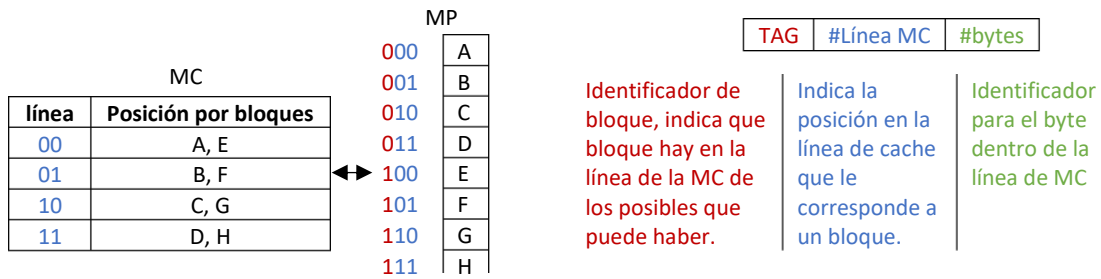 MC
línea Posición por bloques
00 A, E
01 B, F
10 C, G
11 D, H
MP
000 A
001 B
010 C
011 D
100 E
101 F
110 G
111 H
TAG #Línea MC #bytes
Identificador de
bloque, indica que
bloque hay en la
línea de la MC de
los posibles que
puede haber.
Indica la
posición en la
línea de cache
que le
corresponde a
un bloque.
Identificador
para el byte
dentro de la
línea de MC